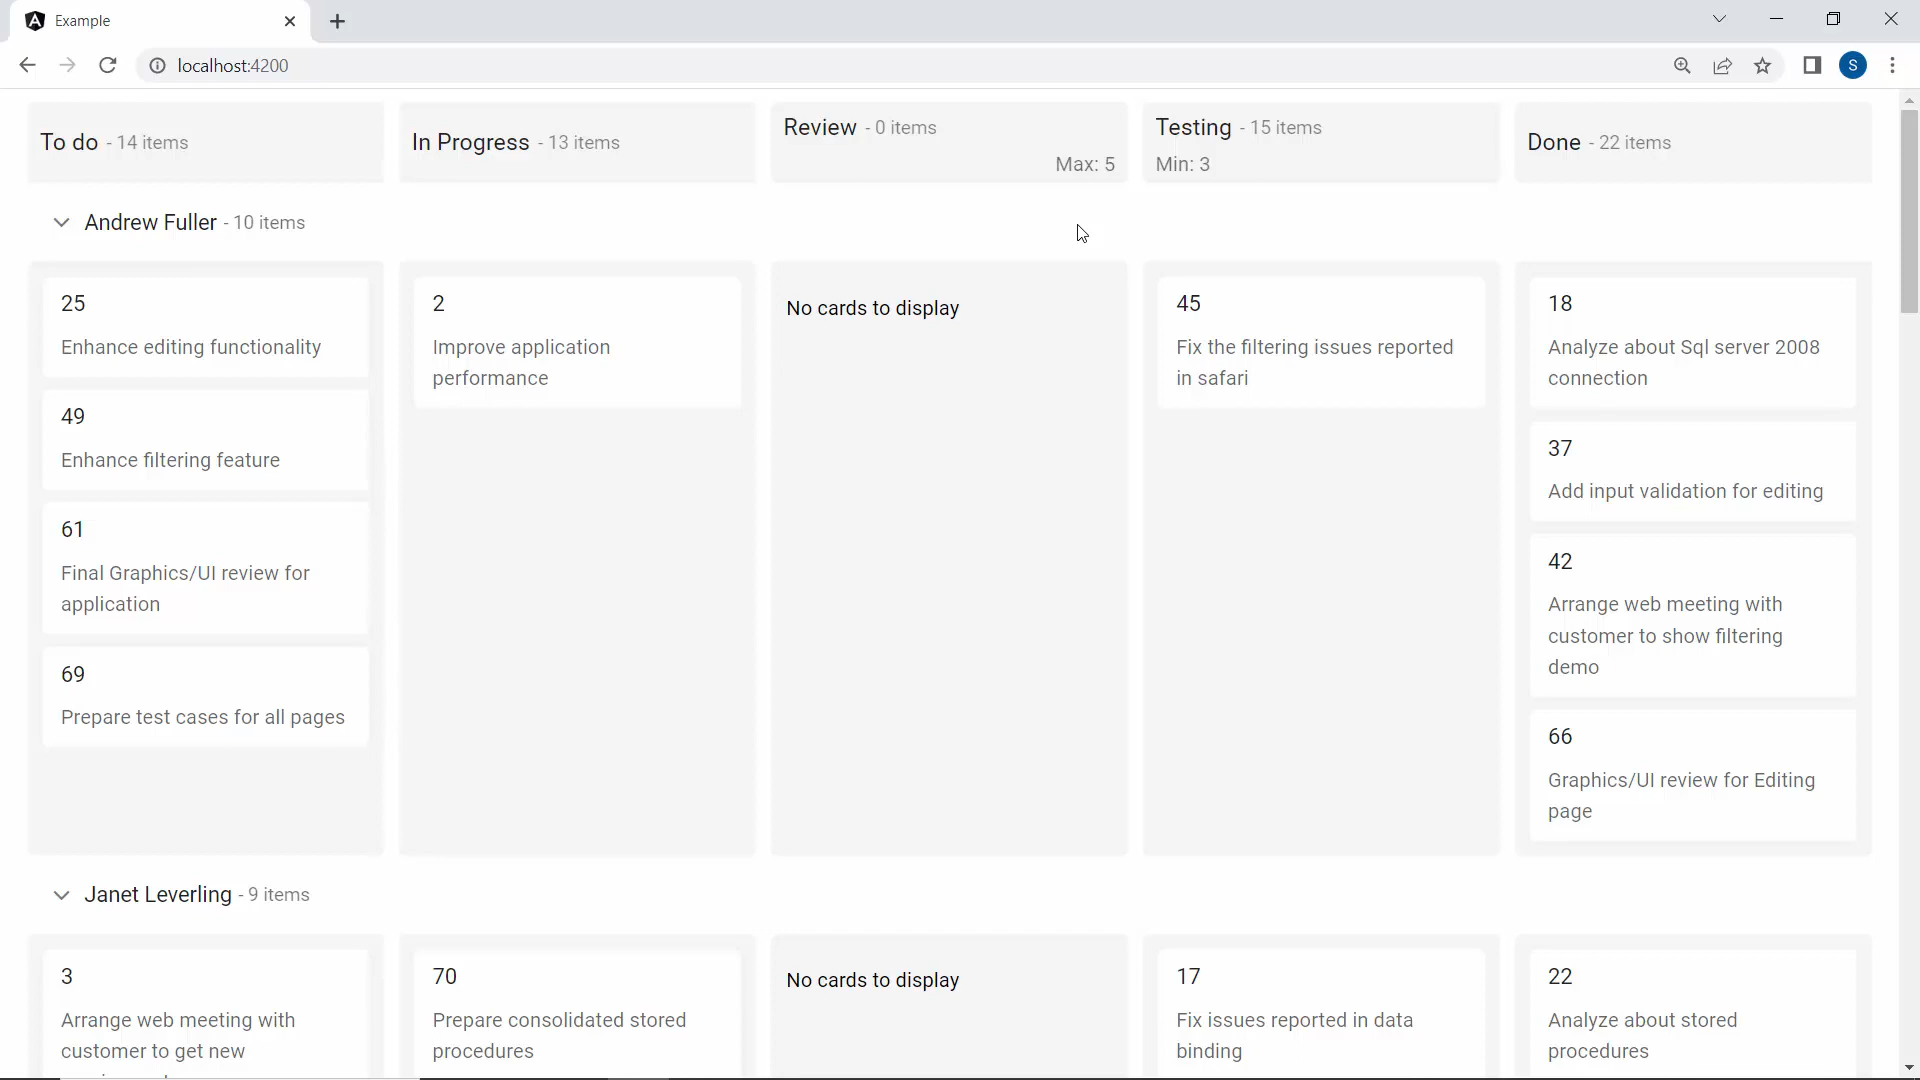 Example
localhost:4200
S
To do - 14 items
In Progress - 13 items
Review - 0 items
Max: 5
Testing - 15 items
Min: 3
Done - 22 items
Andrew Fuller - 10 items
25
Enhance editing functionality
49
Enhance filtering feature
61
Final Graphics/UI review for
application
69
Prepare test cases for all pages
2
Improve application
performance
No cards to display
45
Fix the filtering issues reported
in safari
18
Analyze about Sql server 2008
connection
37
Add input validation for editing
42
Arrange web meeting with
customer to show filtering
demo
66
Graphics/UI review for Editing
page
Janet Leverling - 9 items
3
Arrange web meeting with
customer to get new
70
Prepare consolidated stored
procedures
No cards to display
17
Fix issues reported in data
binding
22
Analyze about stored
procedures